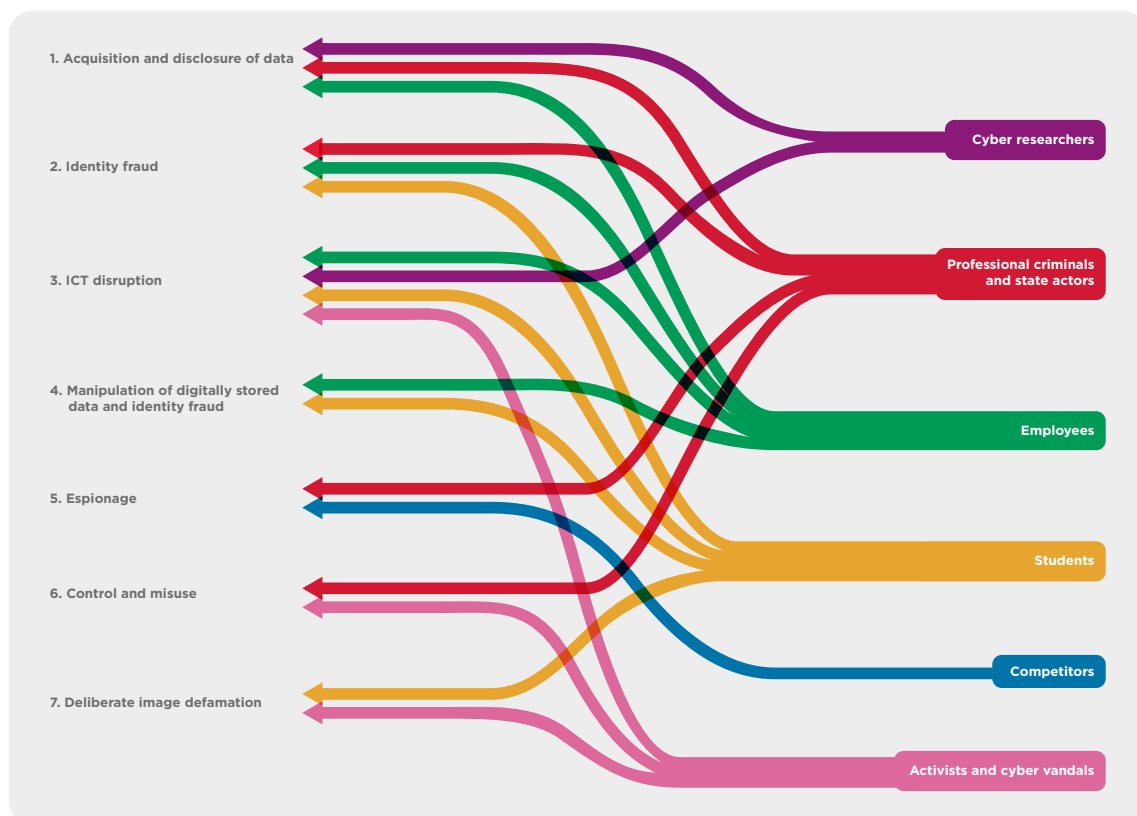 1. Acquisition and disclosure of data
2. Identity fraud
3. ICT disruption
4. Manipulation of digitally stored
data and identity fraud
5. Espionage
6. Control and misuse
7. Deliberate image defamation
Cyber researchers
Professional criminals
and state actors
Employees
Students
Competitors
Activists and cyber vandals